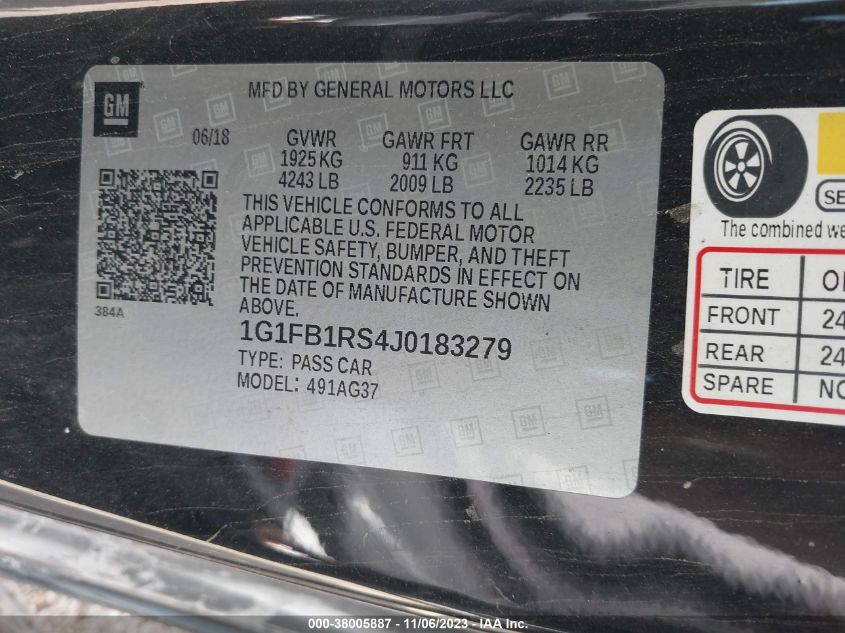 GM
MFD BY GENERAL MOTORS LLC
06/18 GVWR GAWR FRT GAWR RR
1925 KG 911 KG 1014 KG
4243 LB 2009 LB 2235 LB
THIS VEHICLE CONFORMS TO ALL
APPLICABLE U.S. FEDERAL MOTOR
VEHICLE SAFETY, BUMPER, AND THEFT
PREVENTION STANDARDS IN EFFECT ON
THE DATE OF MANUFACTURE SHOWN
ABOVE.
384A
1G1FB1RS4J0183279
TYPE: PASS CAR
MODEL: 491AG37
SE
The combined we
TIRE
FRONT 24
REAR 24
SPARE
000-38005887 - 11/06/2023 - IAA Inc.